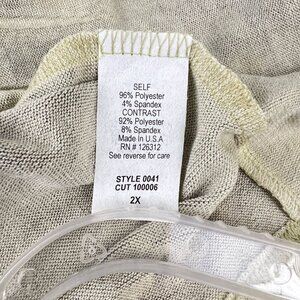 SELF
96% Polyester
4% Spandex
CONTRAST
92% Polyester
8% Spandex
Made in U.S.A
RN # 126312
See reverse for care
STYLE 0041
CUT 100006
2X